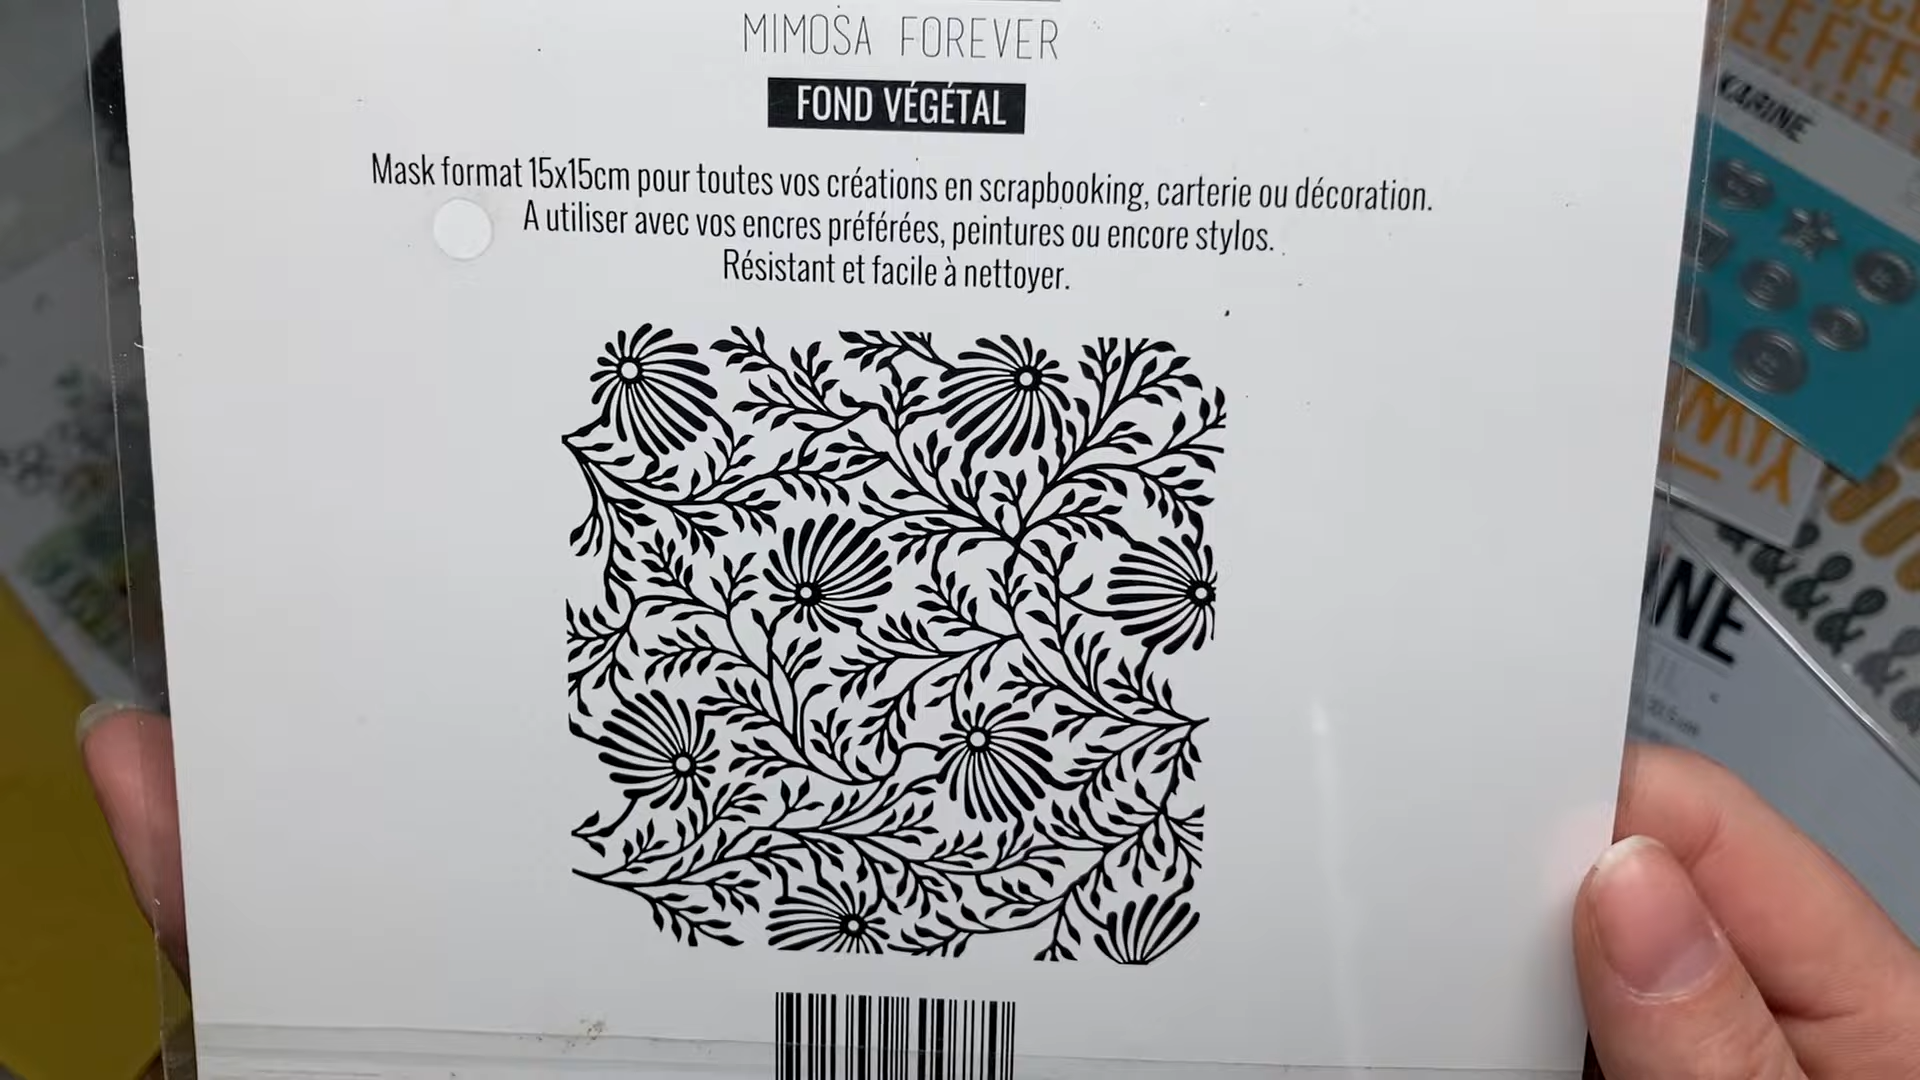 MIMOSA FOREVER
FOND VÉGÉTAL
Mask format 15x15cm pour toutes vos créations en scrapbooking, carterie ou décoration.
A utiliser avec vos encres préférées, peintures ou encore stylos.
Résistant et facile à nettoyer.
KARINE
NE